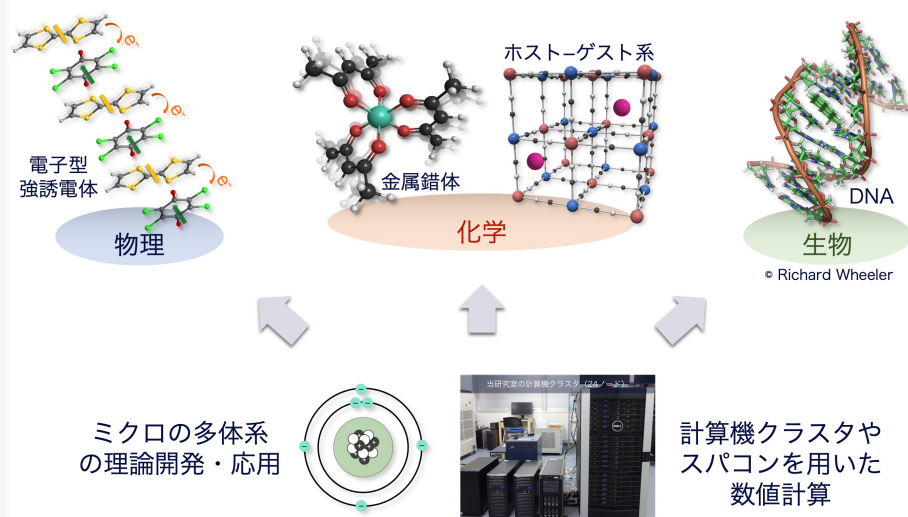 e⁻
e⁻
e⁻
電子型
強誘電体
物理
ホスト–ゲスト系
金属錯体
化学
DNA
生物
© Richard Wheeler
ミクロの多体系
の理論開発・応用
当研究室の計算機クラスタ(24ノード)
DELL
計算機クラスタや
スパコンを用いた
数値計算